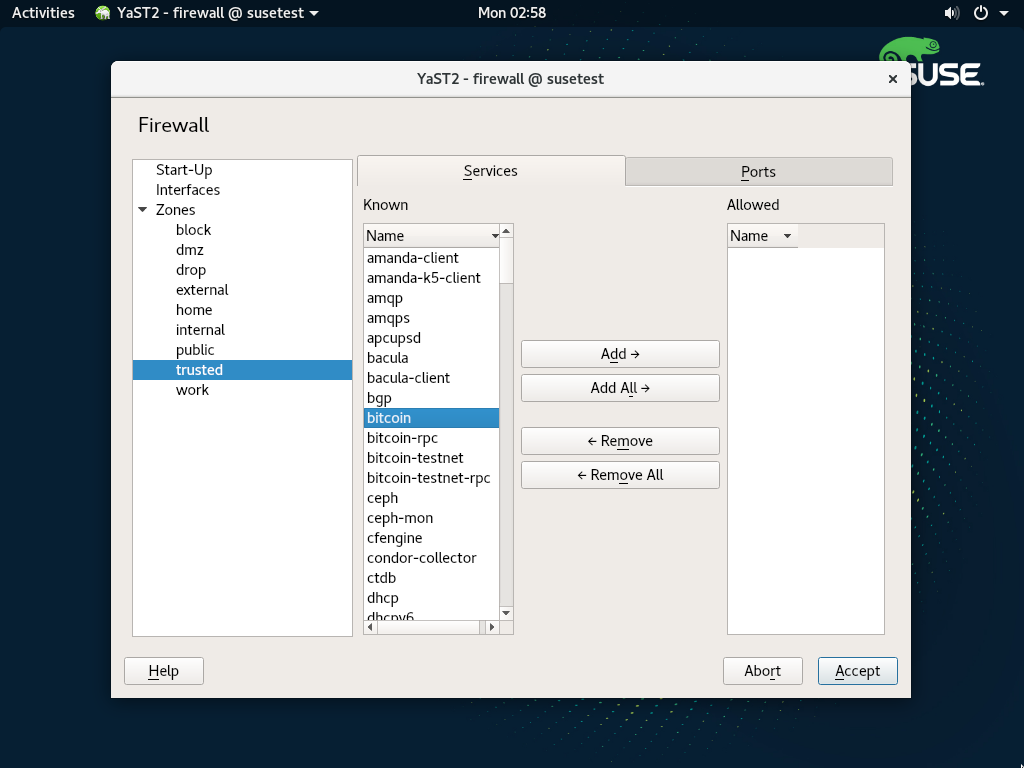 Activities YaST2 - firewall @ susetest Mon 02:58
SUSE
YaST2 - firewall @ susetest
Firewall
Start-Up
Interfaces
Zones
block
dmz
drop
external
home
internal
public
trusted
work
Services Ports
Known
Name
amanda-client
amanda-k5-client
amqp
amqps
apcupsd
bacula
bacula-client
bgp
bitcoin
bitcoin-rpc
bitcoin-testnet
bitcoin-testnet-rpc
ceph
ceph-mon
cfengine
condor-collector
ctdb
dhcp
dhcpv6
Add →
Add All →
← Remove
← Remove All
Allowed
Name
Help Abort Accept